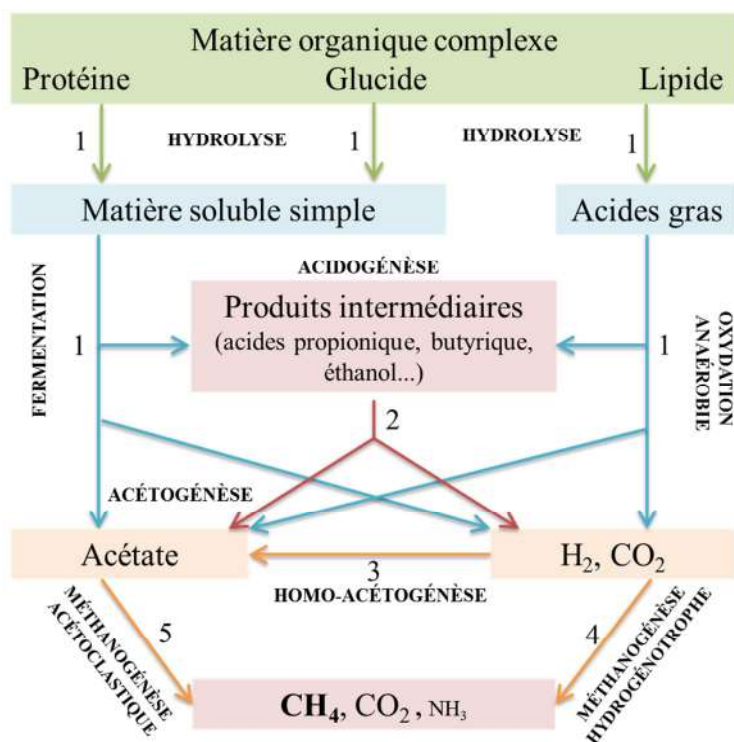 Matière organique complexe
Protéine Glucide Lipide
1 HYDROLYSE 1 HYDROLYSE 1
Matière soluble simple Acides gras
ACIDOGÉNÈSE
Produits intermédiaires
(acides propionique, butyrique,
éthanol...)
FERMENTATION
1
1
OXYDATION
ANAÉROBIE
2
ACÉTOGÉNÈSE
Acétate
H₂, CO₂
3
HOMO-ACÉTOGÉNÈSE
MÉTHANOGÉNÈSE
ACÉTOCLASTIQUE
5
4
MÉTHANOGÉNÈSE
HYDROGÉNOTROPHE
CH₄, CO₂, NH₃